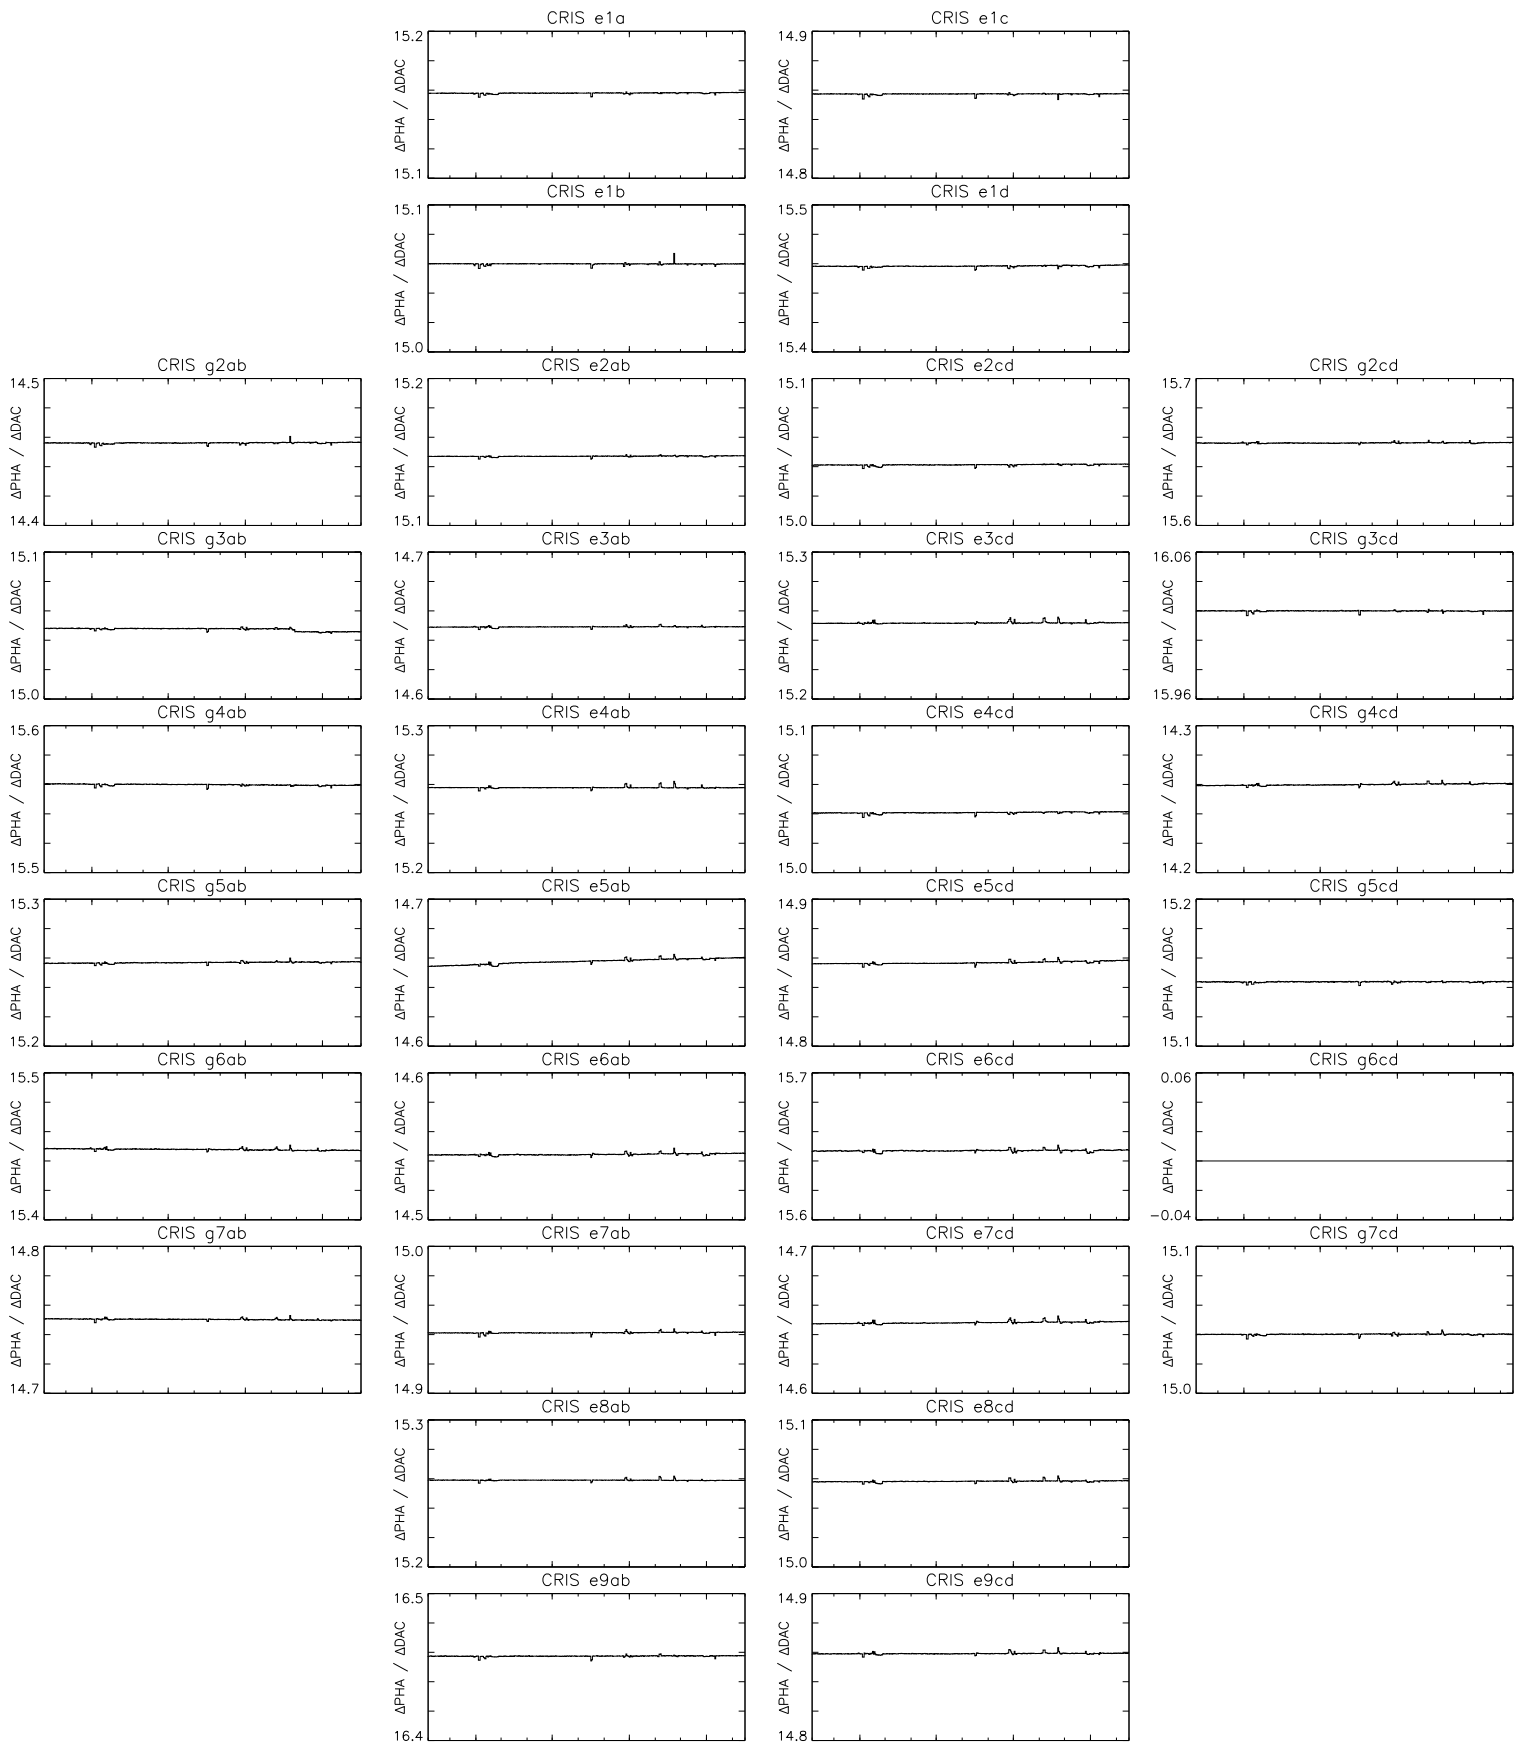 CRIS e1a
15.2
ΔPHA / ΔDAC
15.1
CRIS e1c
14.9
ΔPHA / ΔDAC
14.8
CRIS e1b
15.1
ΔPHA / ΔDAC
15.0
CRIS e1d
15.5
ΔPHA / ΔDAC
15.4
CRIS g2ab
14.5
ΔPHA / ΔDAC
14.4
CRIS e2ab
15.2
ΔPHA / ΔDAC
15.1
CRIS e2cd
15.1
ΔPHA / ΔDAC
15.0
CRIS g2cd
15.7
ΔPHA / ΔDAC
15.6
CRIS g3ab
15.1
ΔPHA / ΔDAC
15.0
CRIS e3ab
14.7
ΔPHA / ΔDAC
14.6
CRIS e3cd
15.3
ΔPHA / ΔDAC
15.2
CRIS g3cd
16.06
ΔPHA / ΔDAC
15.96
CRIS g4ab
15.6
ΔPHA / ΔDAC
15.5
CRIS e4ab
15.3
ΔPHA / ΔDAC
15.2
CRIS e4cd
15.1
ΔPHA / ΔDAC
15.0
CRIS g4cd
14.3
ΔPHA / ΔDAC
14.2
CRIS g5ab
15.3
ΔPHA / ΔDAC
15.2
CRIS e5ab
14.7
ΔPHA / ΔDAC
14.6
CRIS e5cd
14.9
ΔPHA / ΔDAC
14.8
CRIS g5cd
15.2
ΔPHA / ΔDAC
15.1
CRIS g6ab
15.5
ΔPHA / ΔDAC
15.4
CRIS e6ab
14.6
ΔPHA / ΔDAC
14.5
CRIS e6cd
15.7
ΔPHA / ΔDAC
15.6
CRIS g6cd
0.06
ΔPHA / ΔDAC
−0.04
CRIS g7ab
14.8
ΔPHA / ΔDAC
14.7
CRIS e7ab
15.0
ΔPHA / ΔDAC
14.9
CRIS e7cd
14.7
ΔPHA / ΔDAC
14.6
CRIS g7cd
15.1
ΔPHA / ΔDAC
15.0
CRIS e8ab
15.3
ΔPHA / ΔDAC
15.2
CRIS e8cd
15.1
ΔPHA / ΔDAC
15.0
CRIS e9ab
16.5
ΔPHA / ΔDAC
16.4
CRIS e9cd
14.9
ΔPHA / ΔDAC
14.8